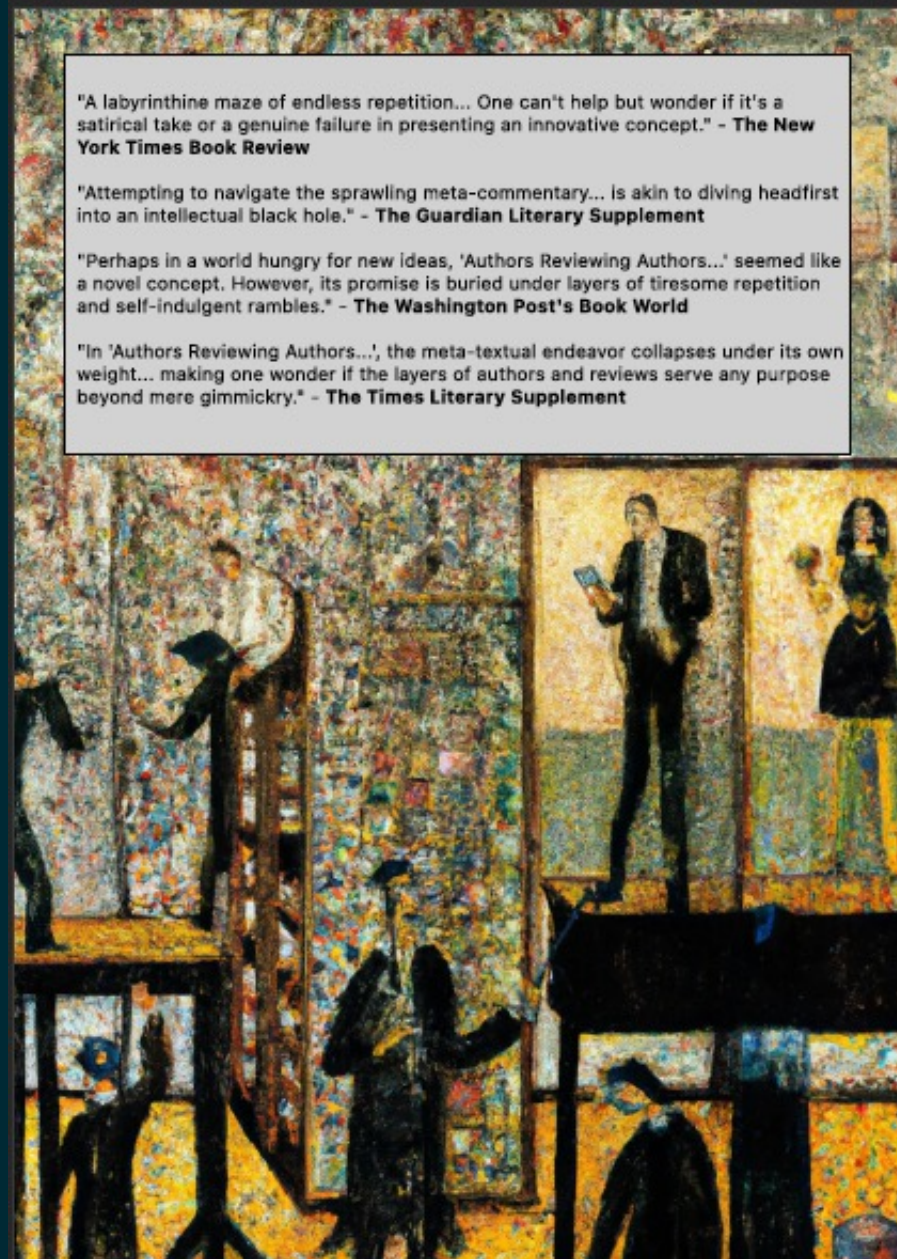 "A labyrinthine maze of endless repetition... One can't help but wonder if it's a
satirical take or a genuine failure in presenting an innovative concept." - The New
York Times Book Review
"Attempting to navigate the sprawling meta-commentary... is akin to diving headfirst
into an intellectual black hole." - The Guardian Literary Supplement
"Perhaps in a world hungry for new ideas, 'Authors Reviewing Authors...' seemed like
a novel concept. However, its promise is buried under layers of tiresome repetition
and self-indulgent rambles." - The Washington Post's Book World
"In 'Authors Reviewing Authors...', the meta-textual endeavor collapses under its own
weight... making one wonder if the layers of authors and reviews serve any purpose
beyond mere gimmickry." - The Times Literary Supplement